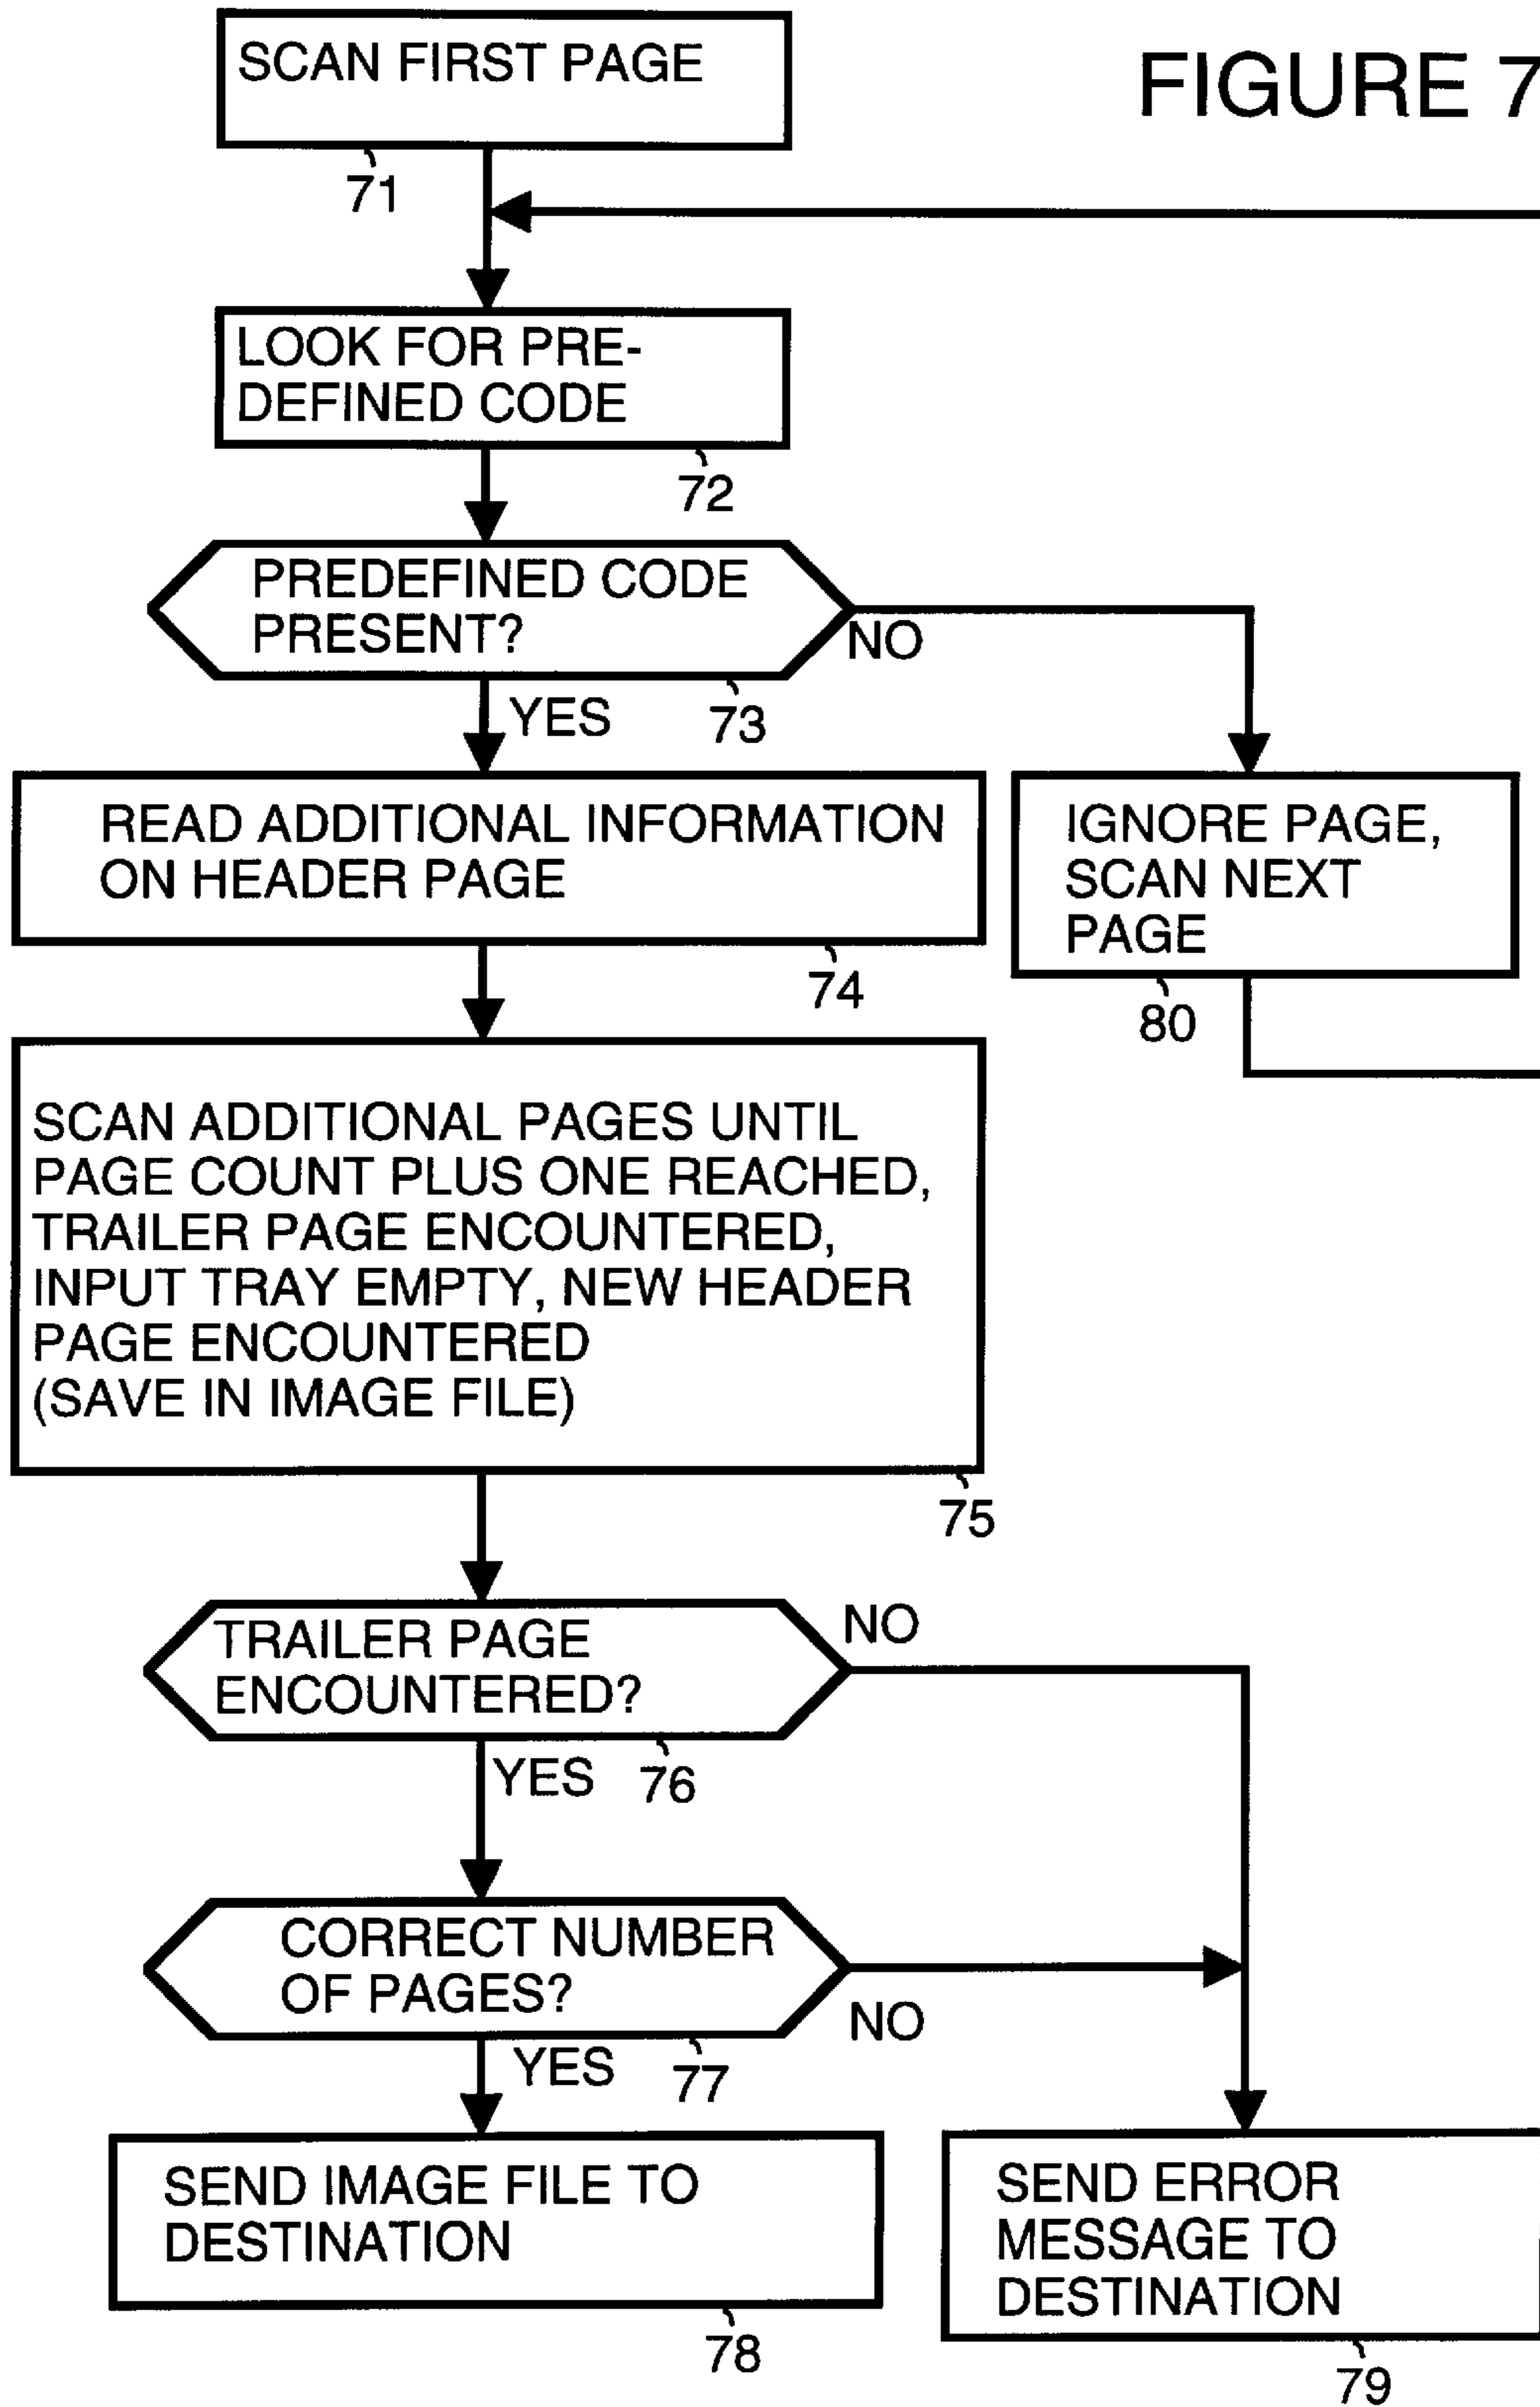 SCAN FIRST PAGE
FIGURE 7
71
LOOK FOR PRE-
DEFINED CODE
72
PREDEFINED CODE
PRESENT?
NO
YES
73
READ ADDITIONAL INFORMATION
ON HEADER PAGE
74
IGNORE PAGE,
SCAN NEXT
PAGE
80
SCAN ADDITIONAL PAGES UNTIL
PAGE COUNT PLUS ONE REACHED,
TRAILER PAGE ENCOUNTERED,
INPUT TRAY EMPTY, NEW HEADER
PAGE ENCOUNTERED
(SAVE IN IMAGE FILE)
75
TRAILER PAGE
ENCOUNTERED?
NO
YES
76
CORRECT NUMBER
OF PAGES?
NO
YES
77
SEND IMAGE FILE TO
DESTINATION
78
SEND ERROR
MESSAGE TO
DESTINATION
79